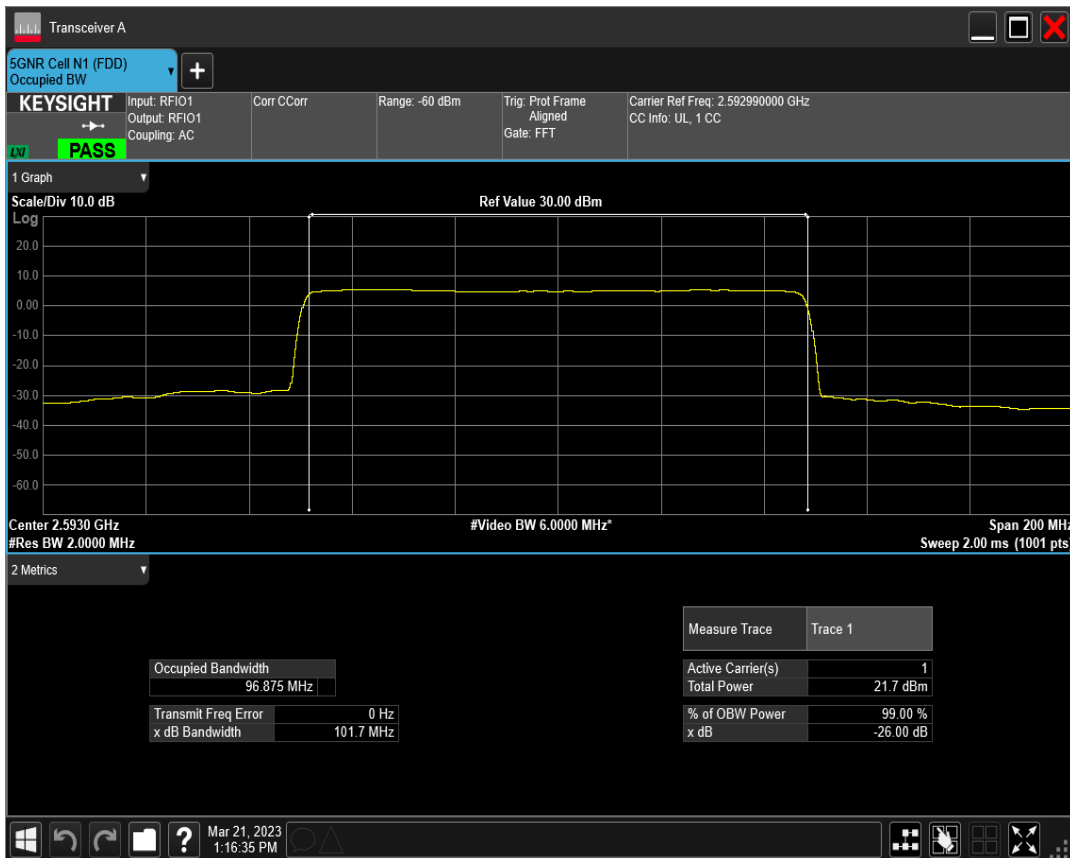 Transceiver A
5GNR Cell N1 (FDD)
Occupied BW
+
KEYSIGHT
LXI
PASS
Input: RFIO1
Output: RFIO1
Coupling: AC
Corr CCorr
Range: -60 dBm
Trig: Prot Frame
Aligned
Gate: FFT
Carrier Ref Freq: 2.592990000 GHz
CC Info: UL, 1 CC
1 Graph
Scale/Div 10.0 dB
Ref Value 30.00 dBm
Log
20.0
10.0
0.00
-10.0
-20.0
-30.0
-40.0
-50.0
-60.0
Center 2.5930 GHz
#Video BW 6.0000 MHz*
Span 200 MHz
#Res BW 2.0000 MHz
Sweep 2.00 ms (1001 pts)
2 Metrics
Measure Trace Trace 1
Occupied Bandwidth
96.875 MHz
Active Carrier(s) 1
Total Power 21.7 dBm
Transmit Freq Error 0 Hz
x dB Bandwidth 101.7 MHz
% of OBW Power 99.00 %
x dB -26.00 dB
?
Mar 21, 2023
1:16:35 PM